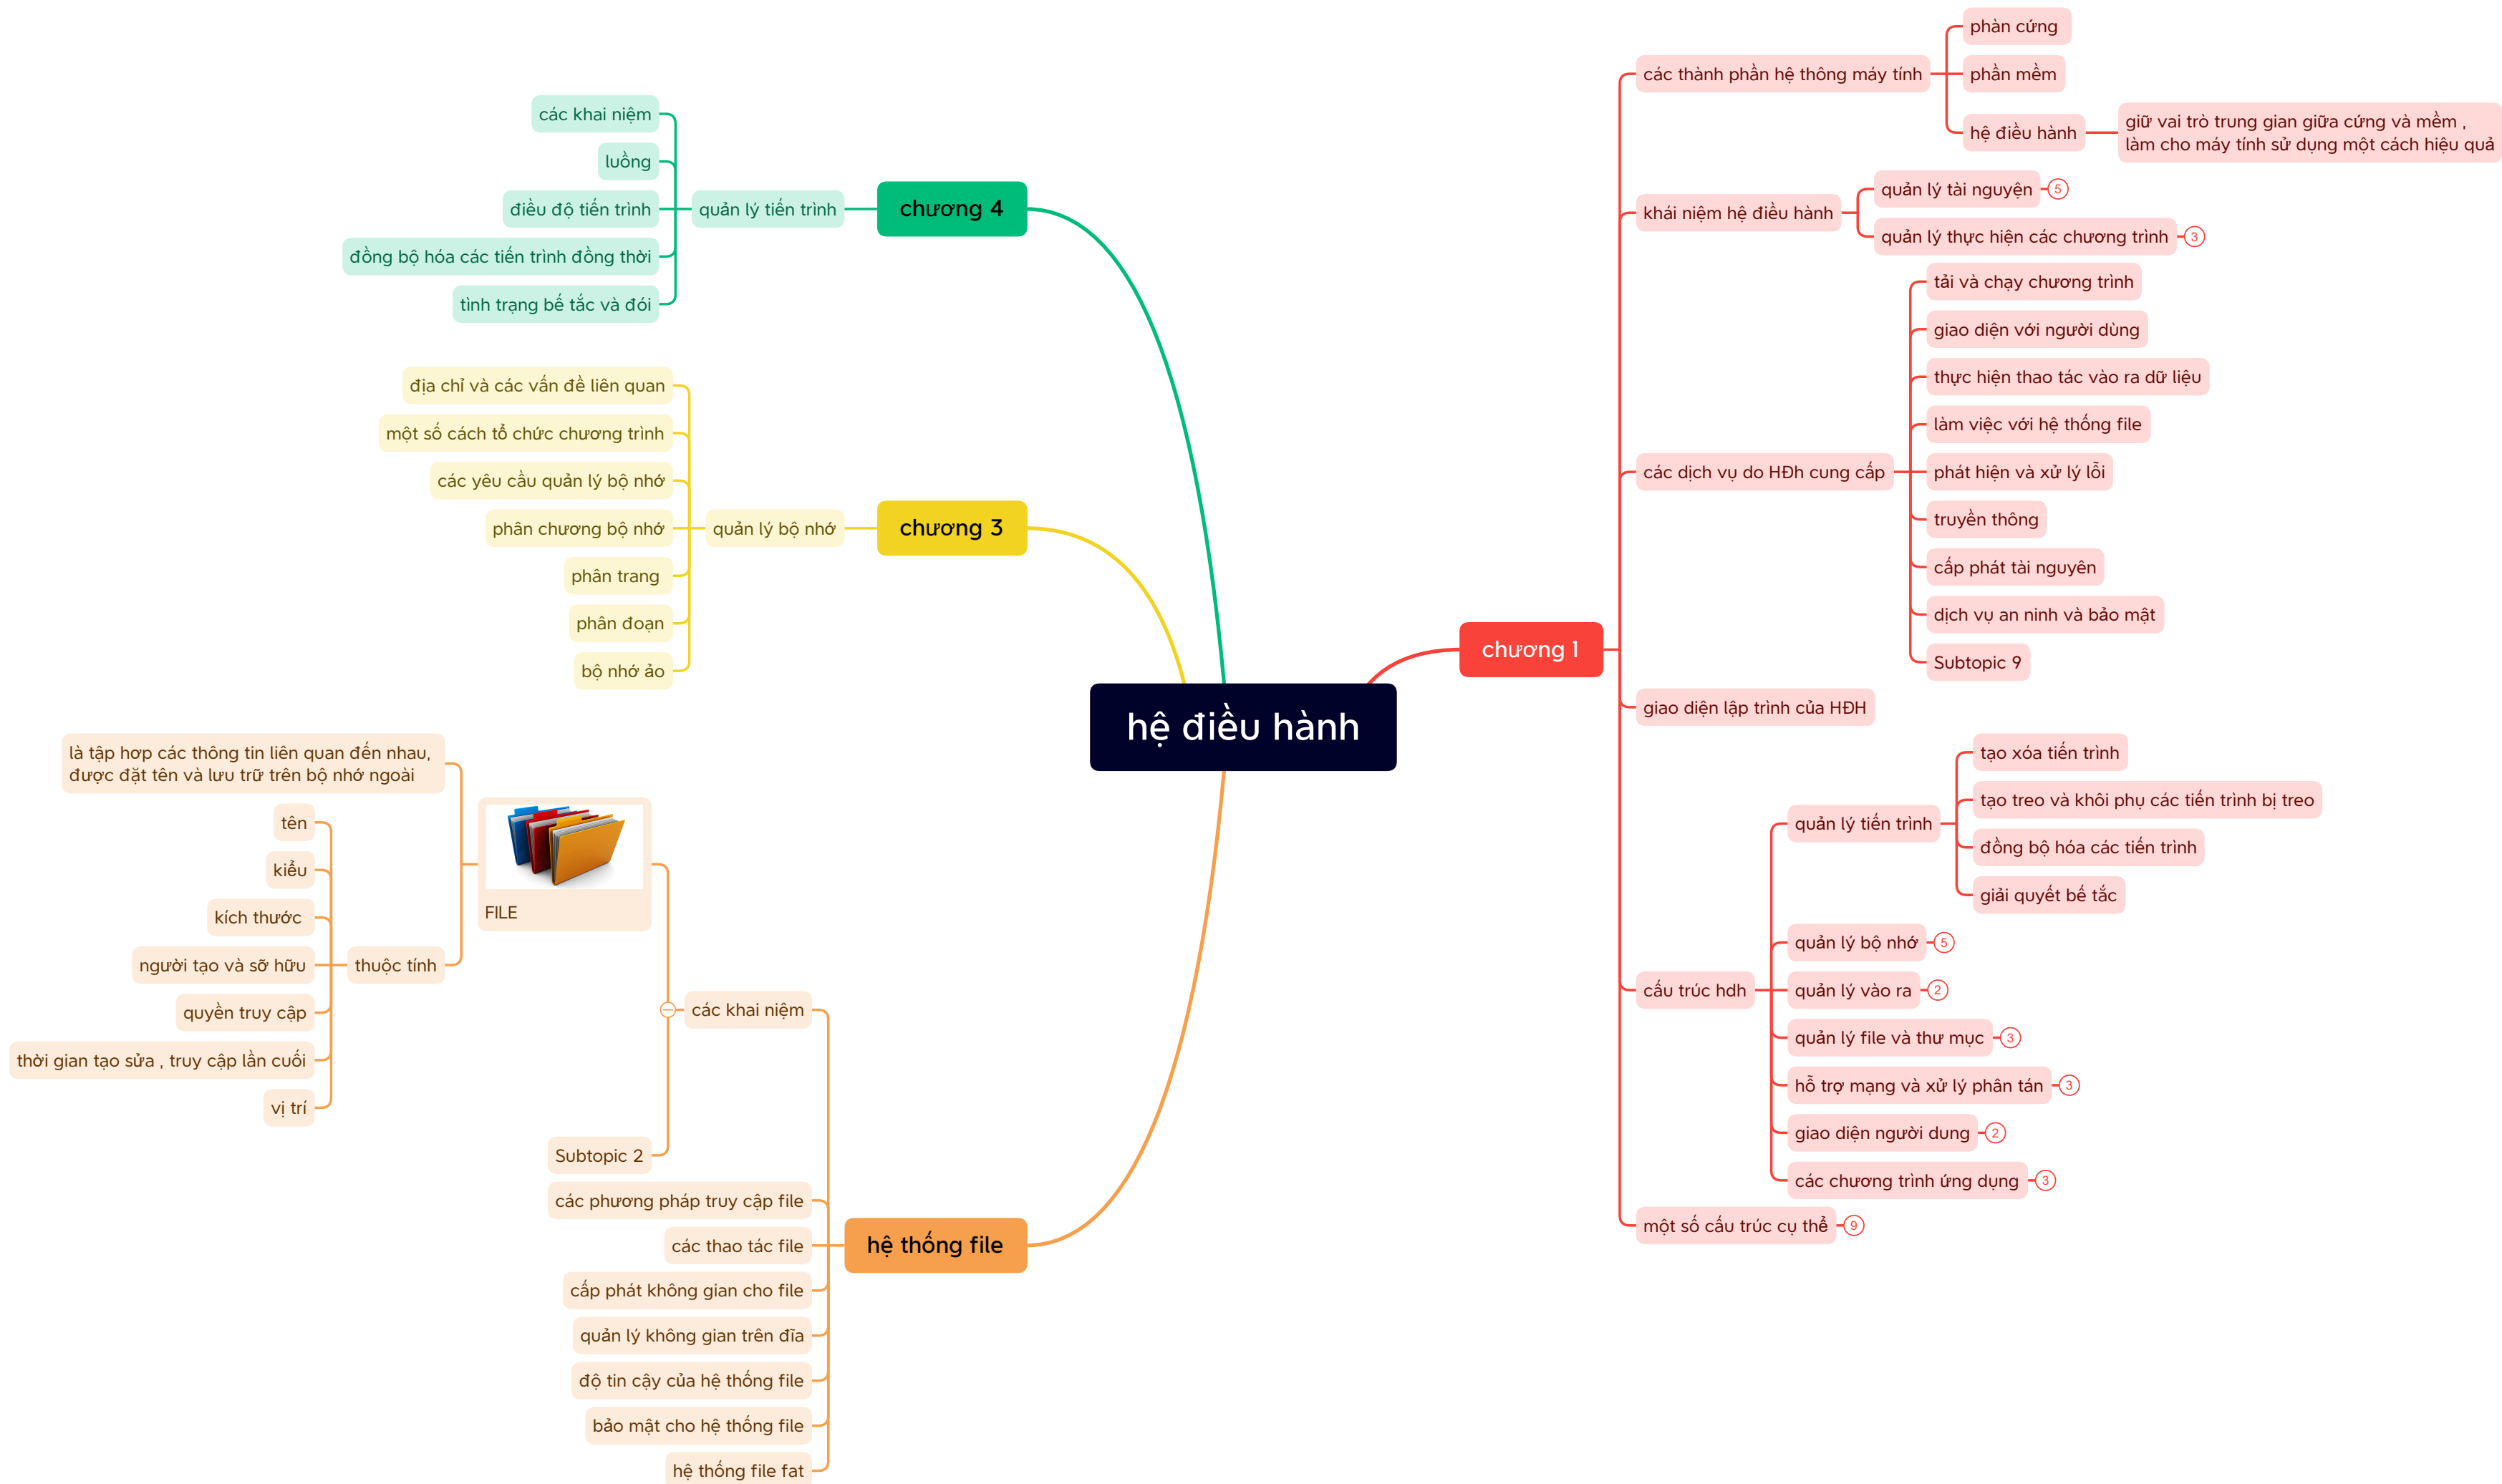 hệ điều hành
chương 1
các thành phần hệ thông máy tính
phàn cứng
phần mềm
hệ điều hành
giữ vai trò trung gian giữa cứng và mềm ,
làm cho máy tính sử dụng một cách hiệu quả
khái niệm hệ điều hành
quản lý tài nguyện
5
quản lý thực hiện các chương trình
3
các dịch vụ do HĐh cung cấp
tải và chạy chương trình
giao diện với người dùng
thực hiện thao tác vào ra dữ liệu
làm việc với hệ thống file
phát hiện và xử lý lỗi
truyền thông
cấp phát tài nguyên
dịch vụ an ninh và bảo mật
Subtopic 9
giao diện lập trình của HĐH
cấu trúc hdh
quản lý tiến trình
tạo xóa tiến trình
tạo treo và khôi phụ các tiến trình bị treo
đồng bộ hóa các tiến trình
giải quyết bế tắc
quản lý bộ nhớ
5
quản lý vào ra
2
quản lý file và thư mục
3
hỗ trợ mạng và xử lý phân tán
3
giao diện người dung
2
các chương trình ứng dụng
3
một số cấu trúc cụ thể
9
chương 4
quản lý tiến trình
các khai niệm
luồng
điều độ tiến trình
đồng bộ hóa các tiến trình đồng thời
tình trạng bế tắc và đói
chương 3
quản lý bộ nhớ
địa chỉ và các vấn đề liên quan
một số cách tổ chức chương trình
các yêu cầu quản lý bộ nhớ
phân chương bộ nhớ
phân trang
phân đoạn
bộ nhớ ảo
hệ thống file
các khai niệm
FILE
là tập hơp các thông tin liên quan đến nhau,
được đặt tên và lưu trữ trên bộ nhớ ngoài
thuộc tính
tên
kiểu
kích thước
người tạo và sỡ hữu
quyền truy cập
thời gian tạo sửa , truy cập lần cuối
vị trí
Subtopic 2
các phương pháp truy cập file
các thao tác file
cấp phát không gian cho file
quản lý không gian trên đĩa
độ tin cậy của hệ thống file
bảo mật cho hệ thống file
hệ thống file fat